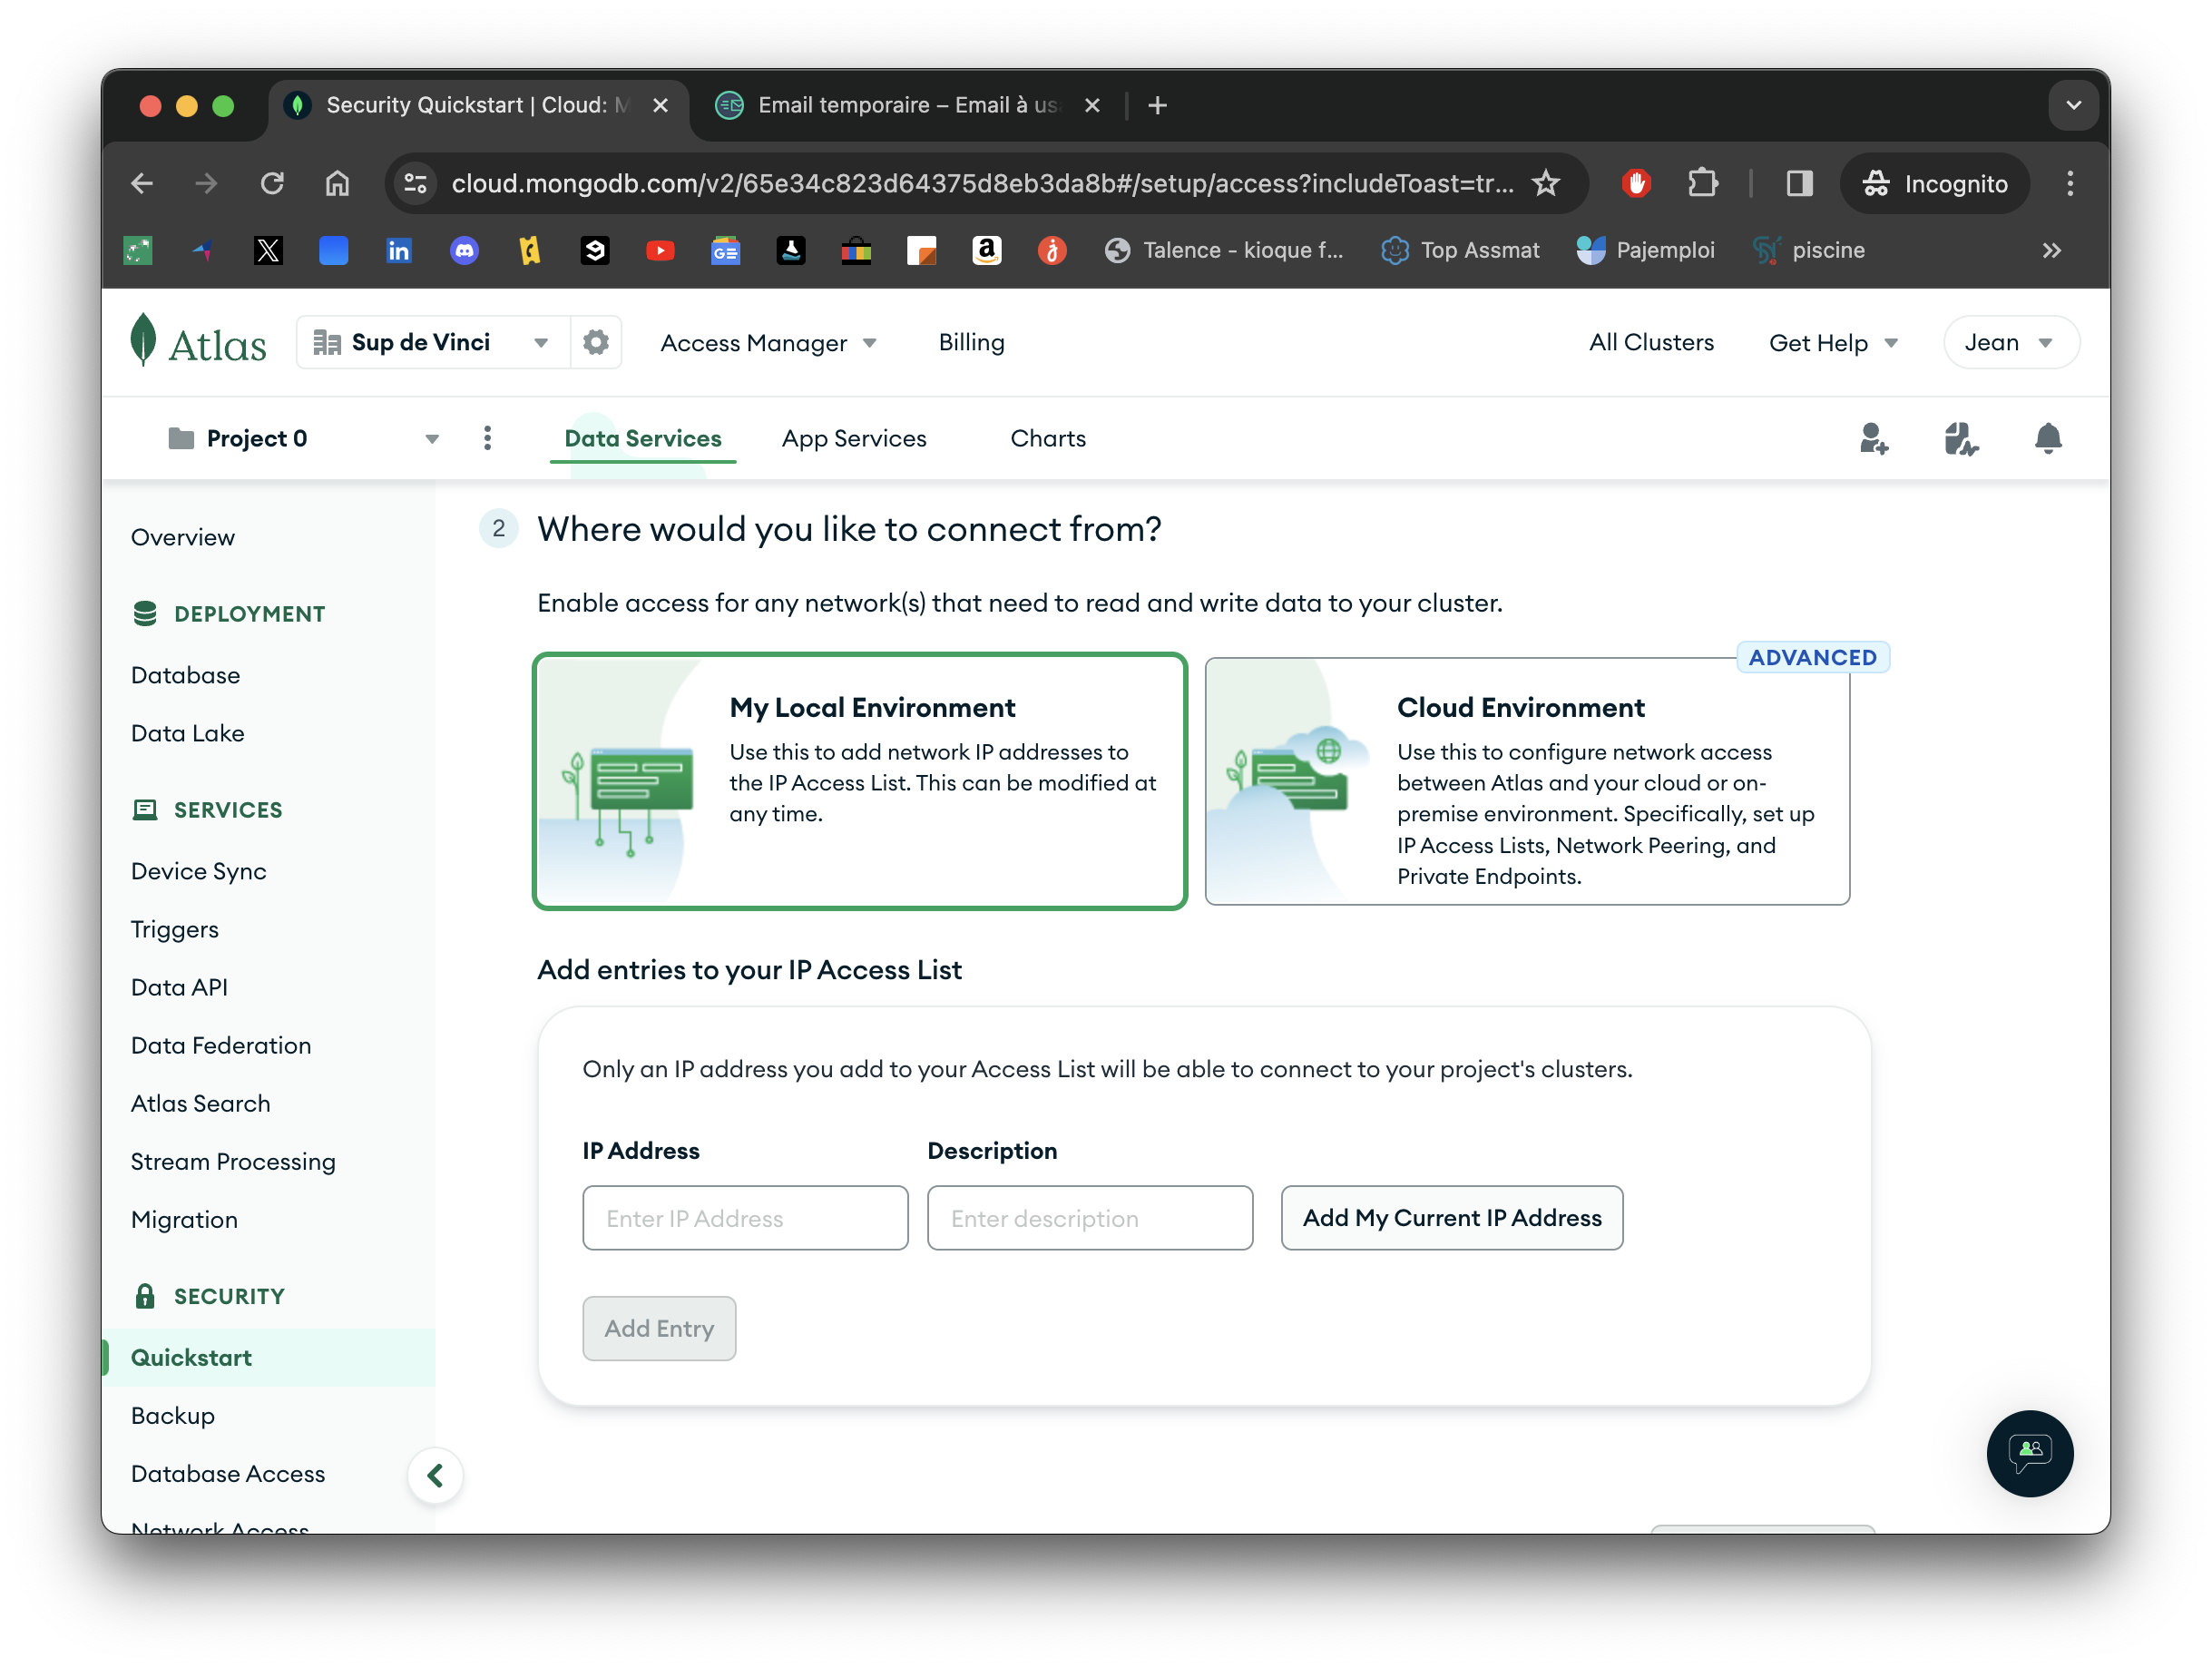 Security Quickstart | Cloud: M
Email temporaire – Email à us
cloud.mongodb.com/v2/65e34c823d64375d8eb3da8b#/setup/access?includeToast=tr...
Incognito
Talence - kioque f...
Top Assmat
Pajemploi
piscine
Atlas
Sup de Vinci
Access Manager
Billing
All Clusters
Get Help
Jean
Project 0
Data Services
App Services
Charts
Overview
DEPLOYMENT
Database
Data Lake
SERVICES
Device Sync
Triggers
Data API
Data Federation
Atlas Search
Stream Processing
Migration
SECURITY
Quickstart
Backup
Database Access
Network Access
2 Where would you like to connect from?
Enable access for any network(s) that need to read and write data to your cluster.
My Local Environment
Use this to add network IP addresses to
the IP Access List. This can be modified at
any time.
ADVANCED
Cloud Environment
Use this to configure network access
between Atlas and your cloud or on-
premise environment. Specifically, set up
IP Access Lists, Network Peering, and
Private Endpoints.
Add entries to your IP Access List
Only an IP address you add to your Access List will be able to connect to your project's clusters.
IP Address
Description
Enter IP Address
Enter description
Add My Current IP Address
Add Entry